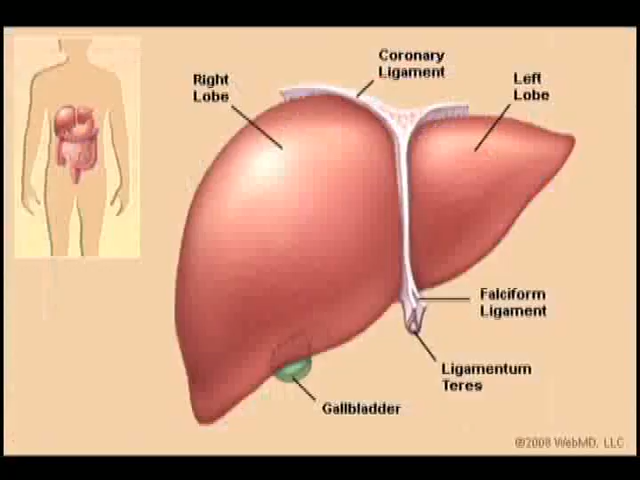 Coronary
Ligament
Right
Lobe
Left
Lobe
Falciform
Ligament
Ligamentum
Teres
Gallbladder
©2008 WebMD, LLC